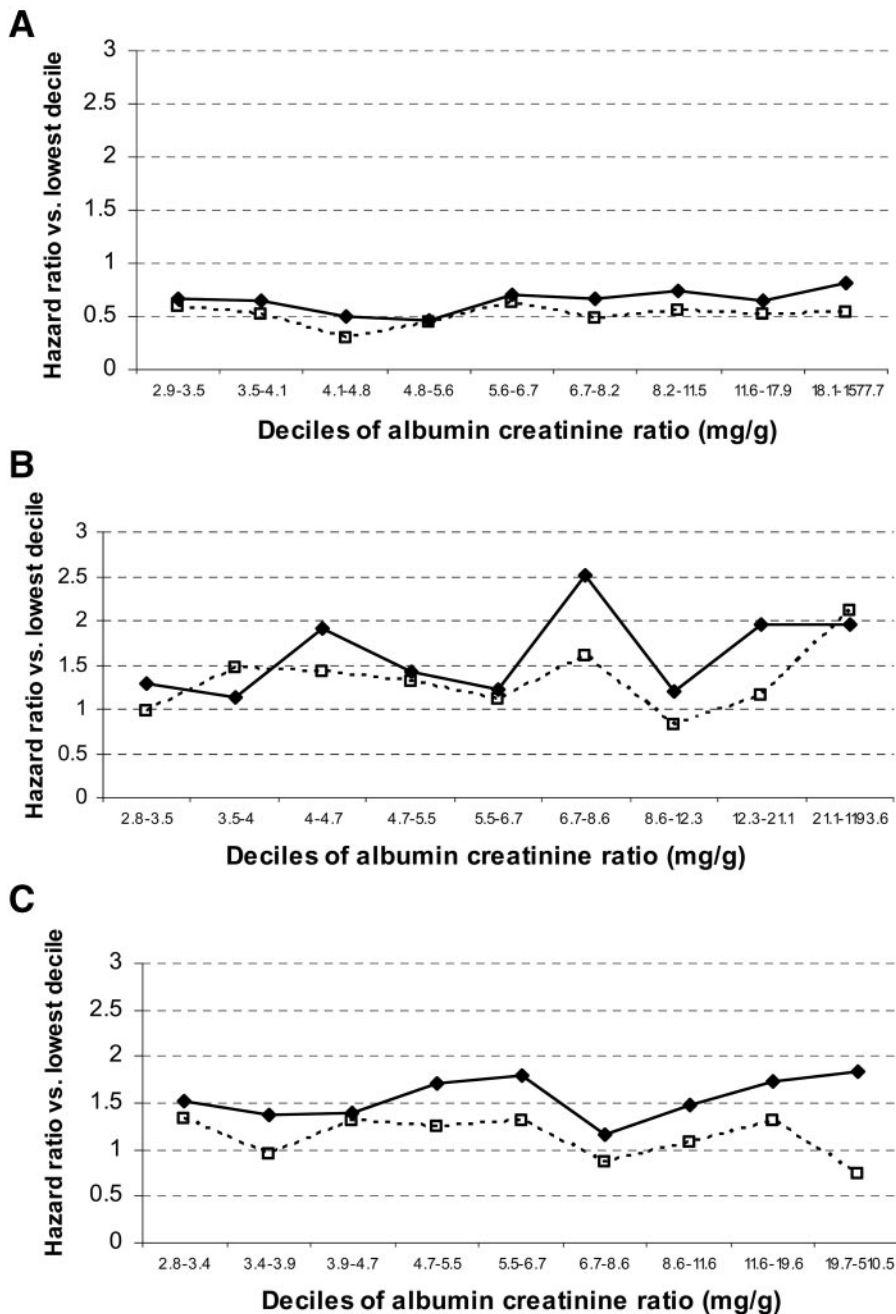 A
Hazard ratio vs. lowest decile
3
2.5
2
1.5
1
0.5
0
2.9-3.5 3.5-4.1 4.1-4.8 4.8-5.6 5.6-6.7 6.7-8.2 8.2-11.5 11.6-17.9 18.1-1577.7
Deciles of albumin creatinine ratio (mg/g)
B
Hazard ratio vs. lowest decile
3
2.5
2
1.5
1
0.5
0
2.8-3.5 3.5-4 4-4.7 4.7-5.5 5.5-6.7 6.7-8.6 8.6-12.3 12.3-21.1 21.1-1193.6
Deciles of albumin creatinine ratio (mg/g)
C
Hazard ratio vs. lowest decile
3
2.5
2
1.5
1
0.5
0
2.8-3.4 3.4-3.9 3.9-4.7 4.7-5.5 5.5-6.7 6.7-8.6 8.6-11.6 11.6-19.6 19.7-510.5
Deciles of albumin creatinine ratio (mg/g)